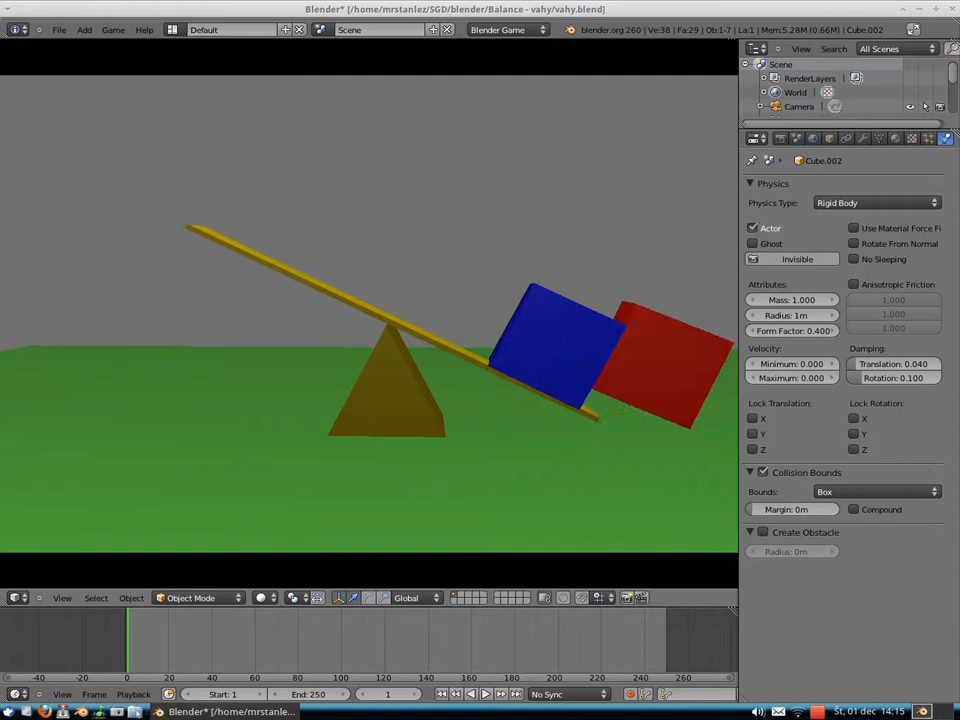 Blender* [/home/mrstanlez/SGD/blender/Balance - vahy/vahy.blend]
File Add Game Help Default Scene Blender Game blender.org 260 | Ve:38 | Fa:29 | Ob:1-7 | La:1 | Mem:5.28M (0.66M) | Cube.002
View Search All Scenes
Scene
RenderLayers
World
Camera
Cube.002
Physics
Physics Type: Rigid Body
Actor Use Material Force Fi
Ghost Rotate From Normal
Invisible No Sleeping
Attributes: Anisotropic Friction
Mass: 1.000 1.000
Radius: 1m 1.000
Form Factor: 0.400 1.000
Velocity: Damping:
Minimum: 0.000 Translation: 0.040
Maximum: 0.000 Rotation: 0.100
Lock Translation: Lock Rotation:
X X
Y Y
Z Z
Collision Bounds
Bounds: Box
Margin: 0m Compound
Create Obstacle
Radius: 0m
View Select Object Object Mode Global
-40 -20 0 20 40 60 80 100 120 140 160 180 200 220 240 260
View Frame Playback Start: 1 End: 250 1 No Sync
Blender* [/home/mrstanle... Št, 01 dec 14:15